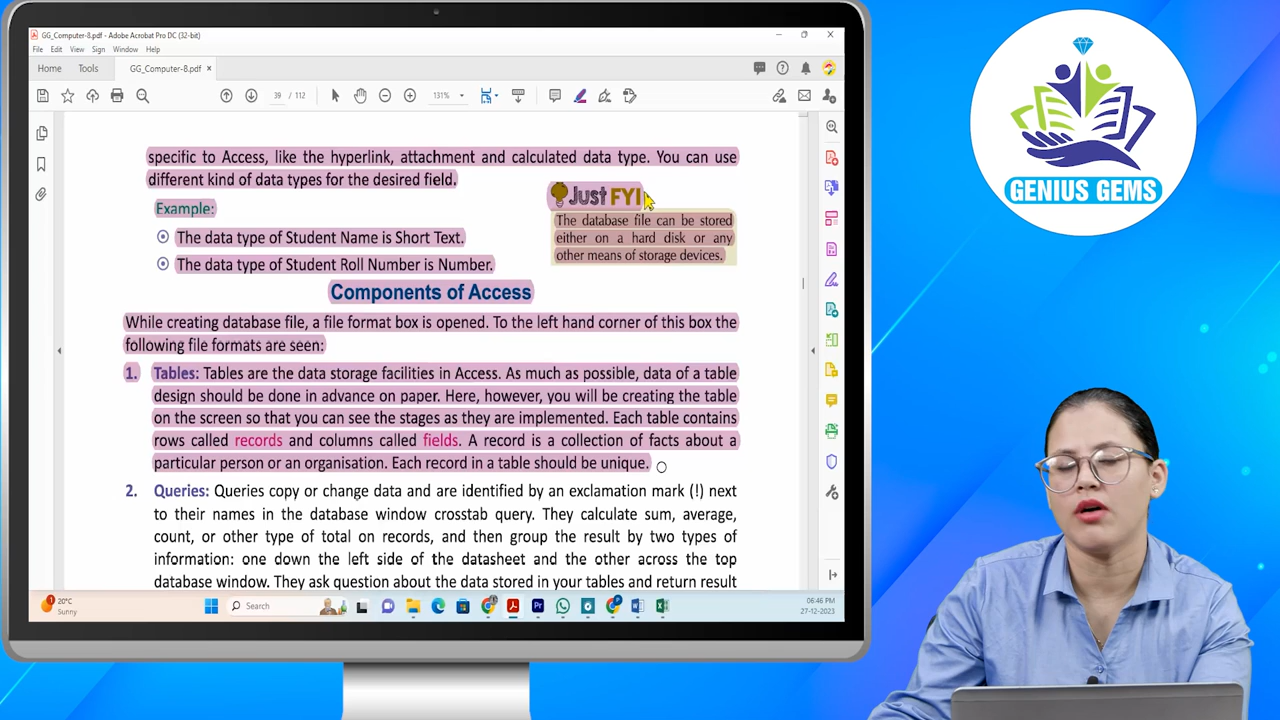 GG_Computer-8.pdf - Adobe Acrobat Pro DC (32-bit)
File Edit View Sign Window Help
Home Tools GG_Computer-8.pdf ×
39 / 112 131%
specific to Access, like the hyperlink, attachment and calculated data type. You can use
different kind of data types for the desired field.
Just FYI
The database file can be stored
either on a hard disk or any
other means of storage devices.
Example:
The data type of Student Name is Short Text.
The data type of Student Roll Number is Number.
Components of Access
While creating database file, a file format box is opened. To the left hand corner of this box the
following file formats are seen:
1. Tables: Tables are the data storage facilities in Access. As much as possible, data of a table
design should be done in advance on paper. Here, however, you will be creating the table
on the screen so that you can see the stages as they are implemented. Each table contains
rows called records and columns called fields. A record is a collection of facts about a
particular person or an organisation. Each record in a table should be unique.
2. Queries: Queries copy or change data and are identified by an exclamation mark (!) next
to their names in the database window crosstab query. They calculate sum, average,
count, or other type of total on records, and then group the result by two types of
information: one down the left side of the datasheet and the other across the top
database window. They ask question about the data stored in your tables and return result
20°C
Sunny
Search
06:46 PM
27-12-2023
GENIUS GEMS